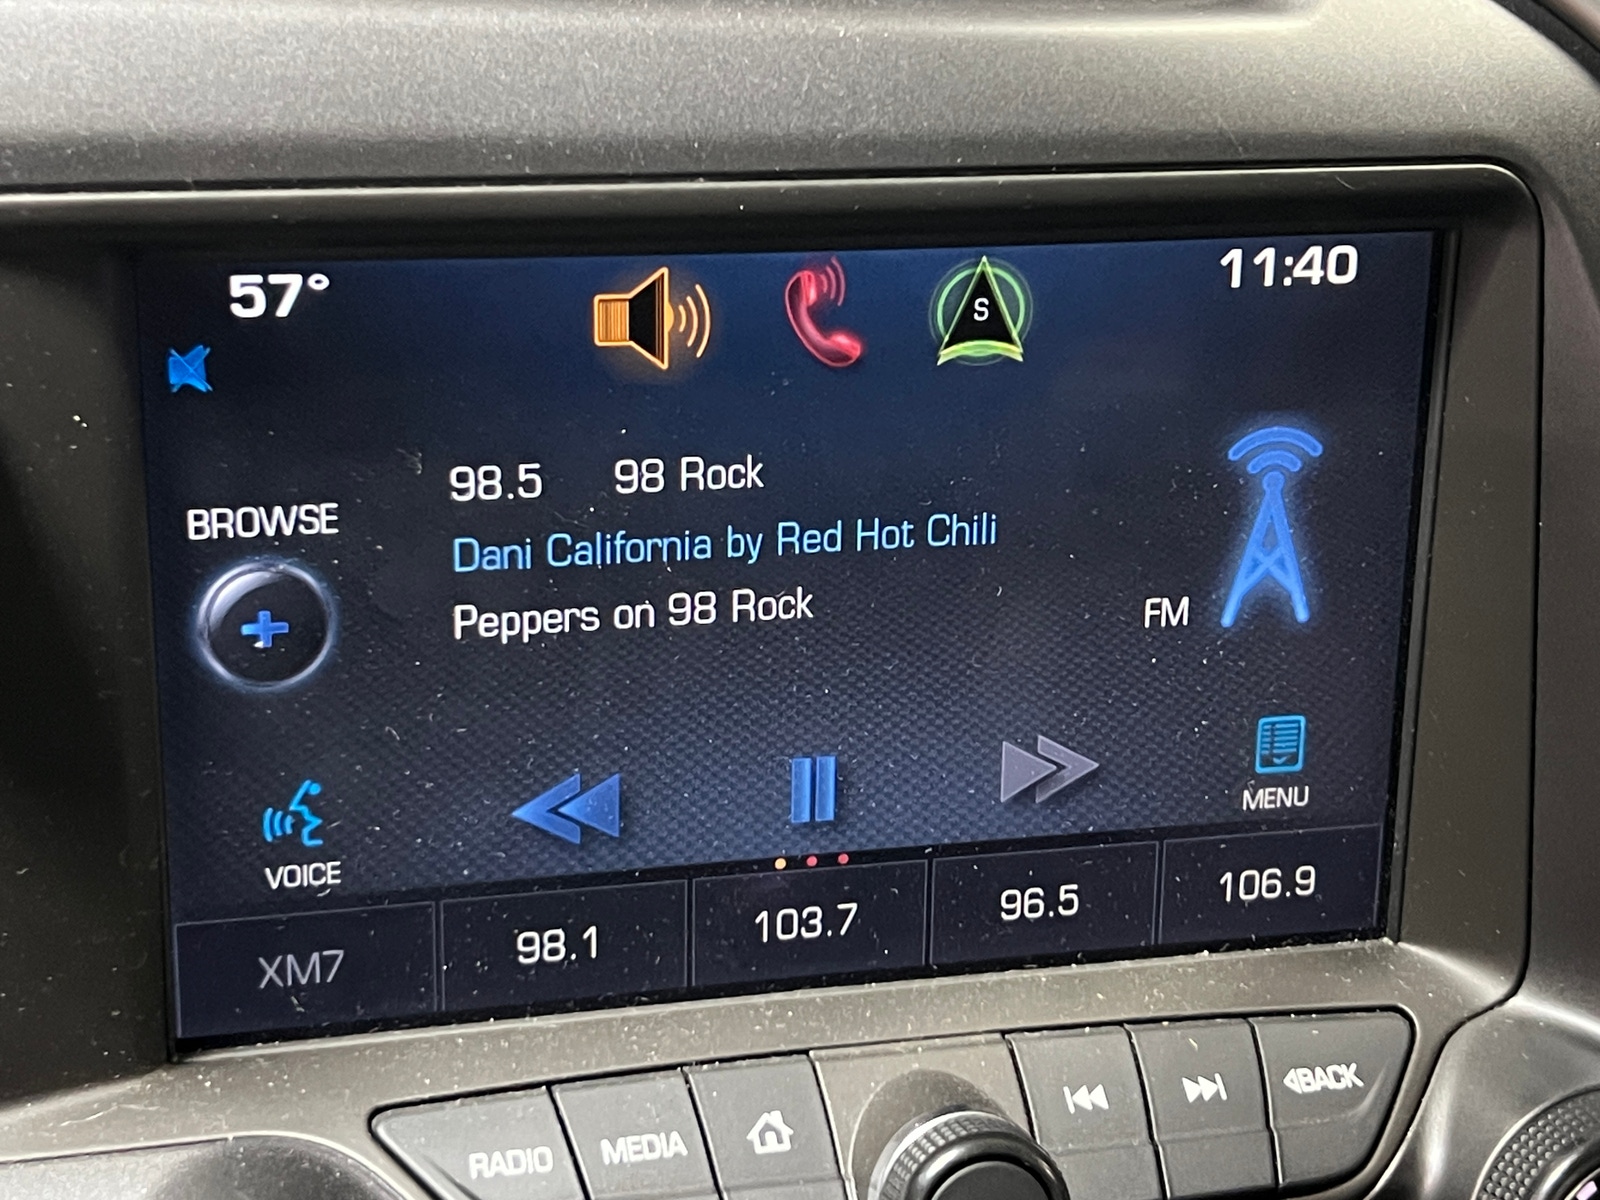 57°
11:40
S
98.5 98 Rock
BROWSE
Dani California by Red Hot Chili
Peppers on 98 Rock
FM
VOICE
MENU
XM7 98.1 103.7 96.5 106.9
RADIO MEDIA BACK